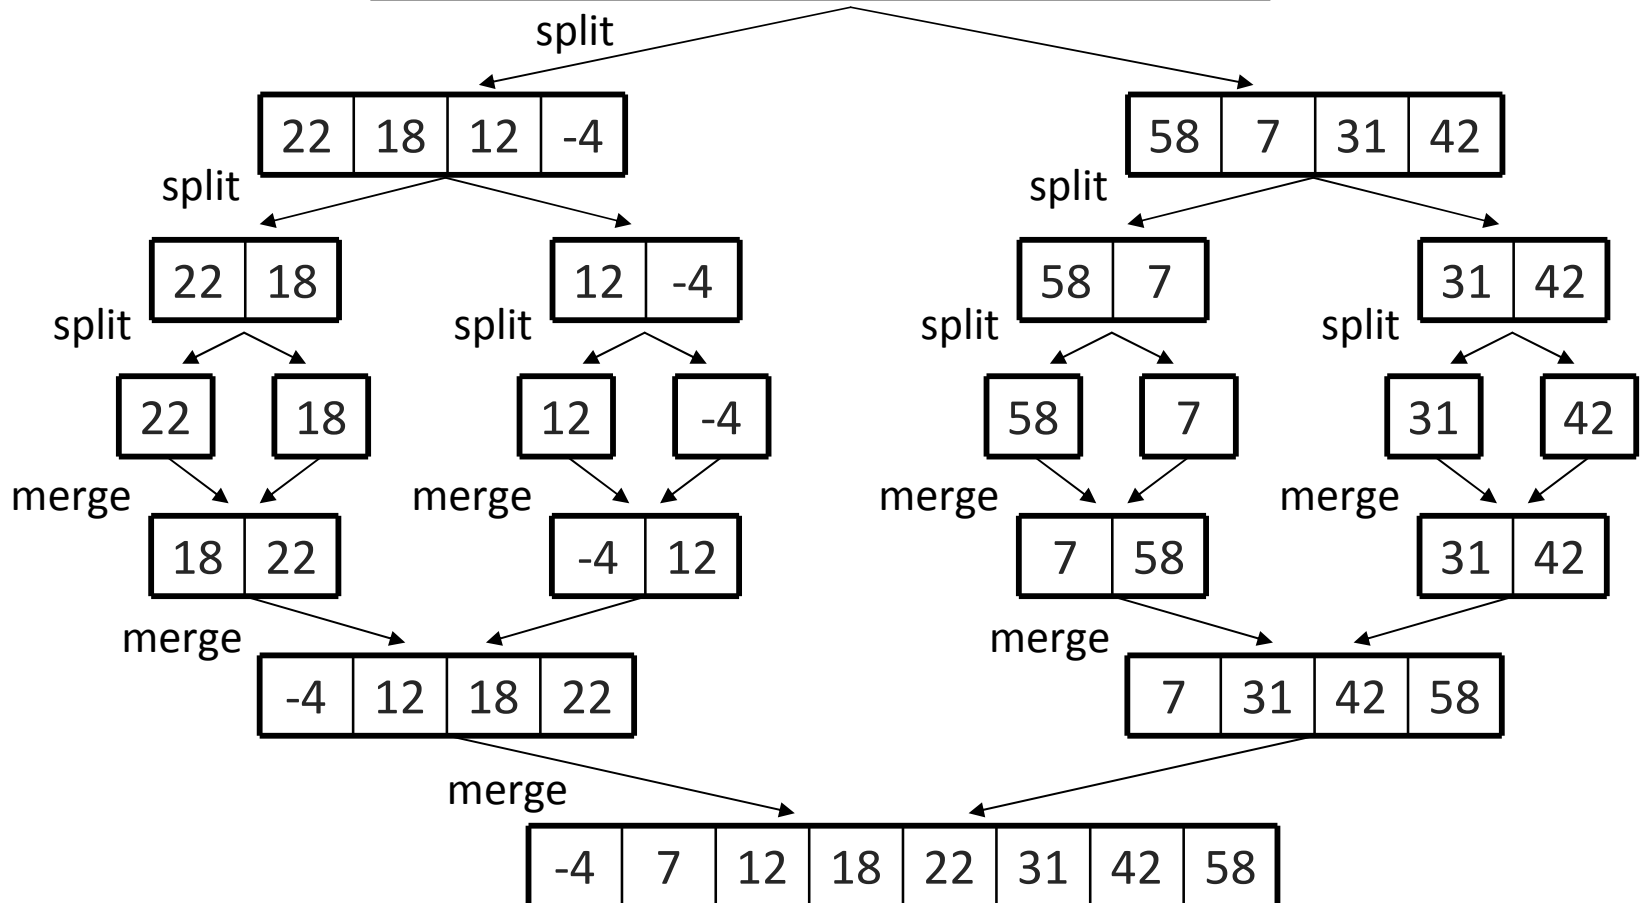 split
22 18 12 -4
58 7 31 42
split
split
22 18
12 -4
58 7
31 42
split
split
split
split
22
18
12
-4
58
7
31
42
merge
merge
merge
merge
18 22
-4 12
7 58
31 42
merge
merge
-4 12 18 22
7 31 42 58
merge
-4 7 12 18 22 31 42 58